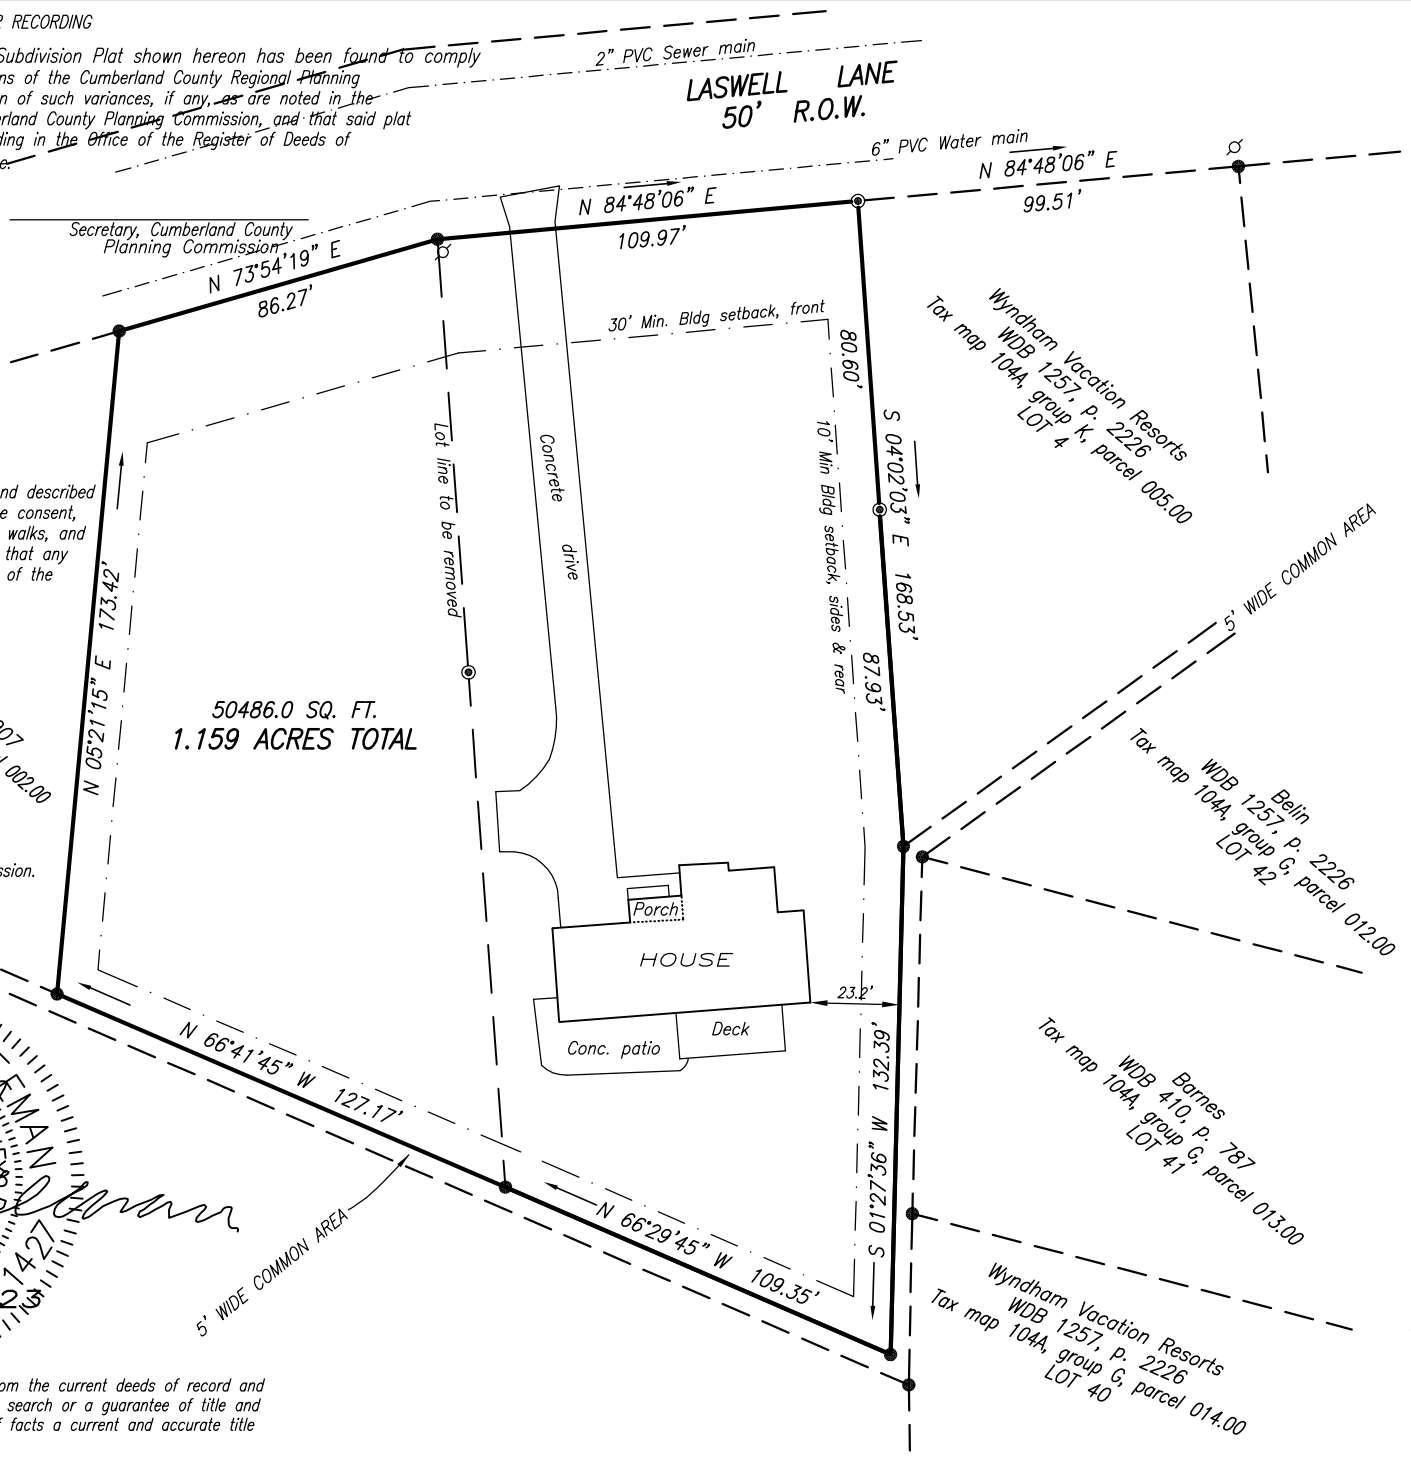 RECORDING
Subdivision Plat shown hereon has been found to comply
of the Cumberland County Regional Planning
of such variances, if any, as are noted in the
County Planning Commission, and that said plat
in the Office of the Register of Deeds of
Secretary, Cumberland County
Planning Commission
2" PVC Sewer main
LASWELL LANE
50' R.O.W.
6" PVC Water main
N 84°48'06" E
99.51'
N 84°48'06" E
109.97'
N 73°54'19" E
86.27'
30' Min. Bldg setback, front
80.60'
S 04°02'03" E 168.53'
87.93'
10' Min Bldg setback, sides & rear
Lot line to be removed
Concrete drive
Wyndham Vacation Resorts
WDB 1257, p. 2226
Tax map 104A, group K, parcel 005.00
LOT 4
5' WIDE COMMON AREA
described
consent,
walks, and
that any
of the
N 05°21'15" E 173.42'
50486.0 SQ. FT.
1.159 ACRES TOTAL
002.00
Belin
WDB 1257, p. 2226
Tax map 104A, group G, parcel 012.00
LOT 42
Porch
HOUSE
23.2'
Deck
Conc. patio
S 01°27'36" W 132.39'
N 66°41'45" W 127.17'
N 66°29'45" W 109.35'
5' WIDE COMMON AREA
Barnes
WDB 410, p. 787
Tax map 104A, group G, parcel 013.00
LOT 41
Wyndham Vacation Resorts
WDB 1257, p. 2226
Tax map 104A, group G, parcel 014.00
LOT 40
1427
the current deeds of record and
search or a guarantee of title and
facts a current and accurate title